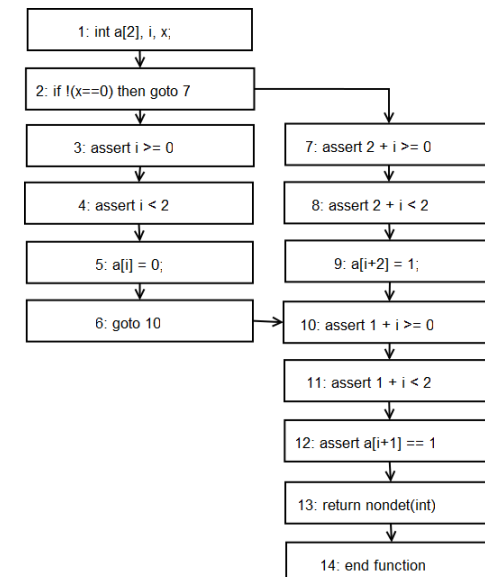 1: int a[2], i, x;
2: if !(x==0) then goto 7
3: assert i >= 0
4: assert i < 2
5: a[i] = 0;
6: goto 10
7: assert 2 + i >= 0
8: assert 2 + i < 2
9: a[i+2] = 1;
10: assert 1 + i >= 0
11: assert 1 + i < 2
12: assert a[i+1] == 1
13: return nondet(int)
14: end function